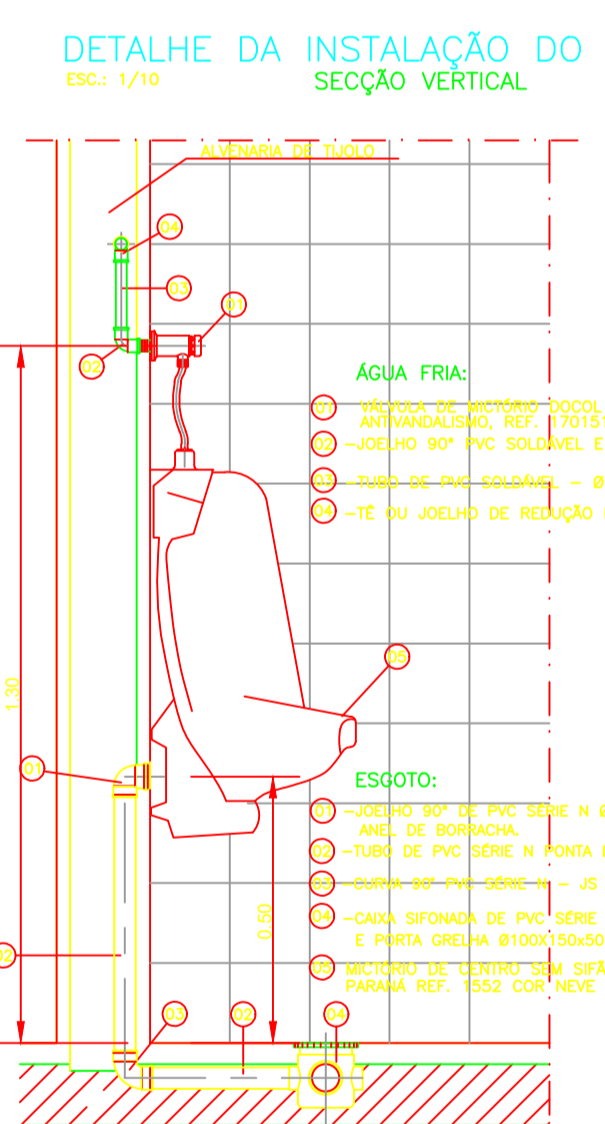 DETALHE DA INSTALAÇÃO DO
ESC.: 1/10
SECÇÃO VERTICAL
ALVENARIA DE TIJOLO
04
03
01
02
ÁGUA FRIA:
01 VÁLVULA DE MICTÓRIO DOCOL
ANTIVANDALISMO, REF. 170151
02 -JOELHO 90° PVC SOLDÁVEL E
03 -TUBO DE PVC SOLDÁVEL - Ø
04 -TÊ OU JOELHO DE REDUÇÃO
05
1.30
01
ESGOTO:
01 -JOELHO 90° DE PVC SÉRIE N Ø
ANEL DE BORRACHA.
02 -TUBO DE PVC SÉRIE N PONTA
03 -CURVA 90° PVC SÉRIE N - JS
04 -CAIXA SIFONADA DE PVC SÉRIE
E PORTA GRELHA Ø100X150x50
05 MICTÓRIO DE CENTRO SEM SIFÃ
PARANÁ REF. 1552 COR NEVE
0.50
02
03
02
04